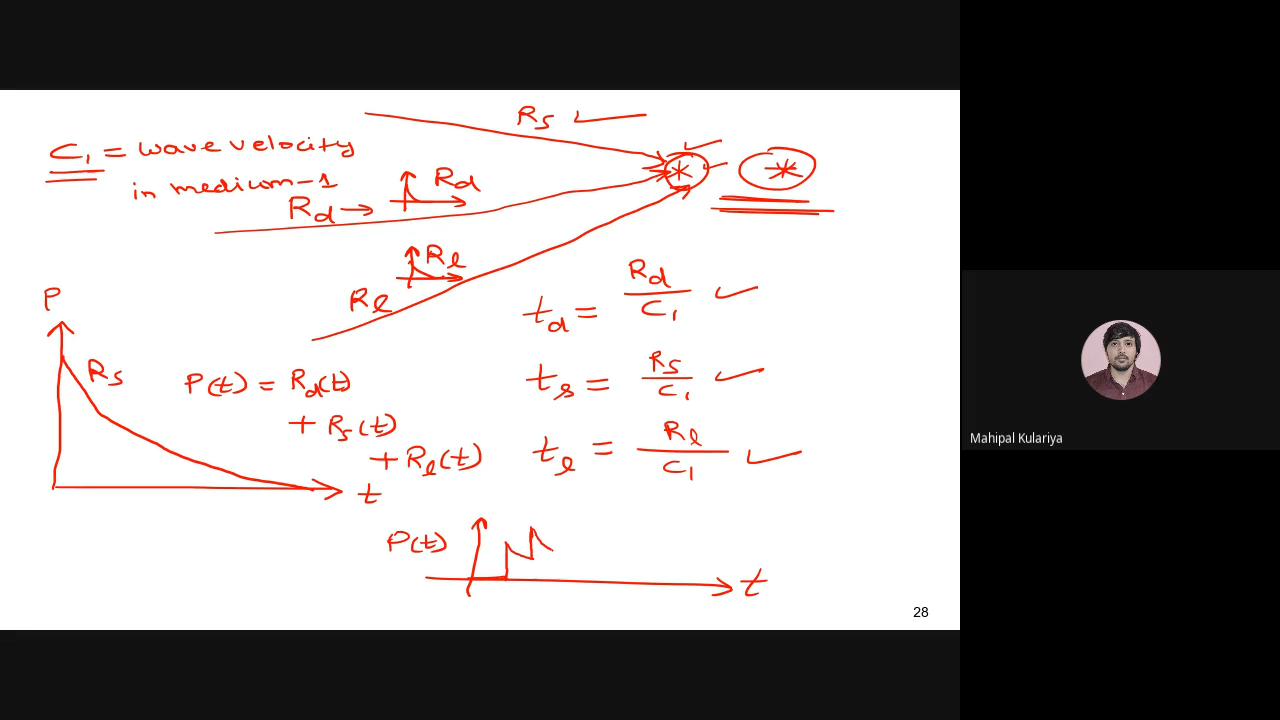 Rs
C₁ = wave velocity
in medium-1
Rd
Rd →
Rl
Rl
P
Rs
t
P(t) = Rd(t)
+ Rs(t)
+ Rl(t)
td = Rd / C₁
ts = Rs / C₁
tl = Rl / C₁
P(t)
t
28
Mahipal Kulariya